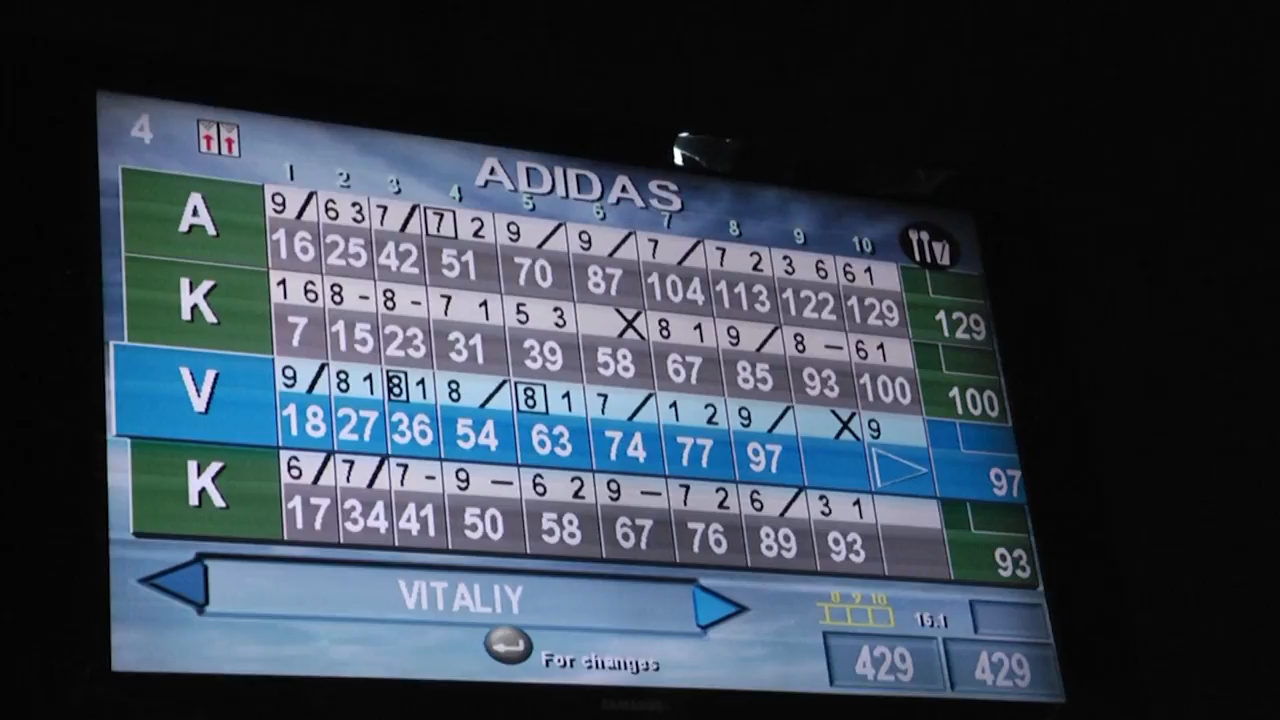 4 ADIDAS
1 2 3 4 5 6 7 8 9 10
A 9 / 6 3 7 / 7 2 9 / 9 / 7 / 7 2 3 6 6 1
16 25 42 51 70 87 104 113 122 129 129
K 1 6 8 - 8 - 7 1 5 3 X 8 1 9 / 8 - 6 1
7 15 23 31 39 58 67 85 93 100 100
V 9 / 8 1 8 1 8 / 8 1 7 / 1 2 9 / X 9
18 27 36 54 63 74 77 97 97
K 6 / 7 / 7 - 9 - 6 2 9 - 7 2 6 / 3 1
17 34 41 50 58 67 76 89 93 93
VITALIY
8 9 10
16.1
For changes
429 429
SAMSUNG